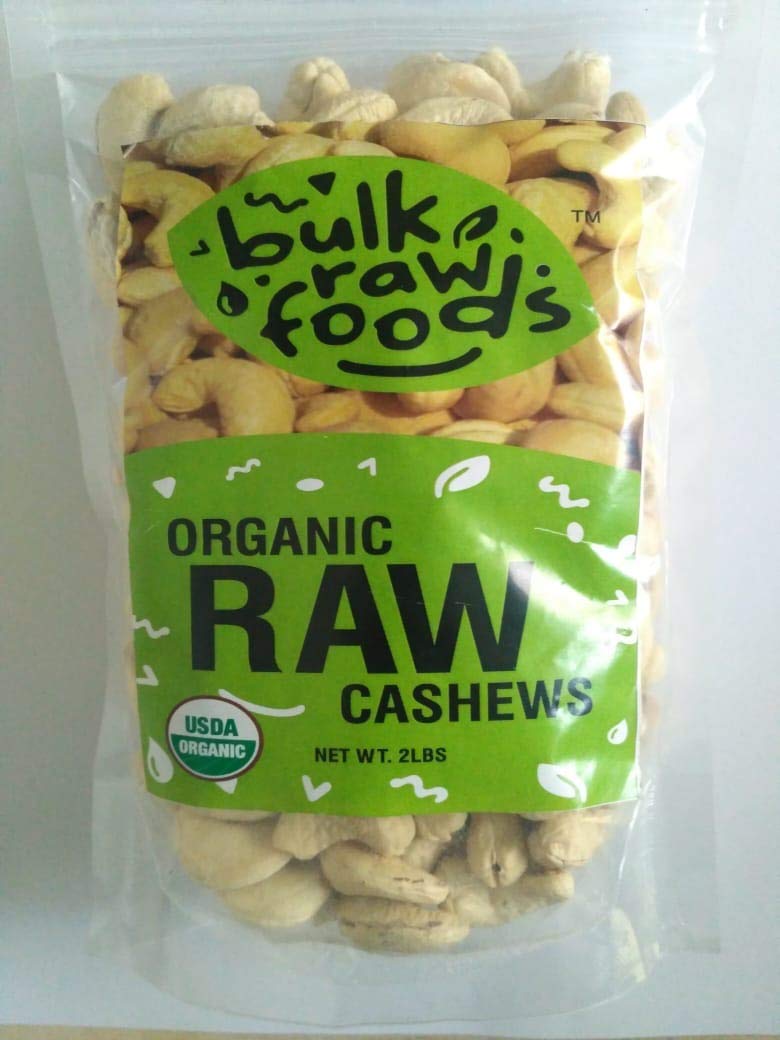 bulk
raw
foods
TM
ORGANIC
RAW
CASHEWS
USDA
ORGANIC
NET WT. 2LBS